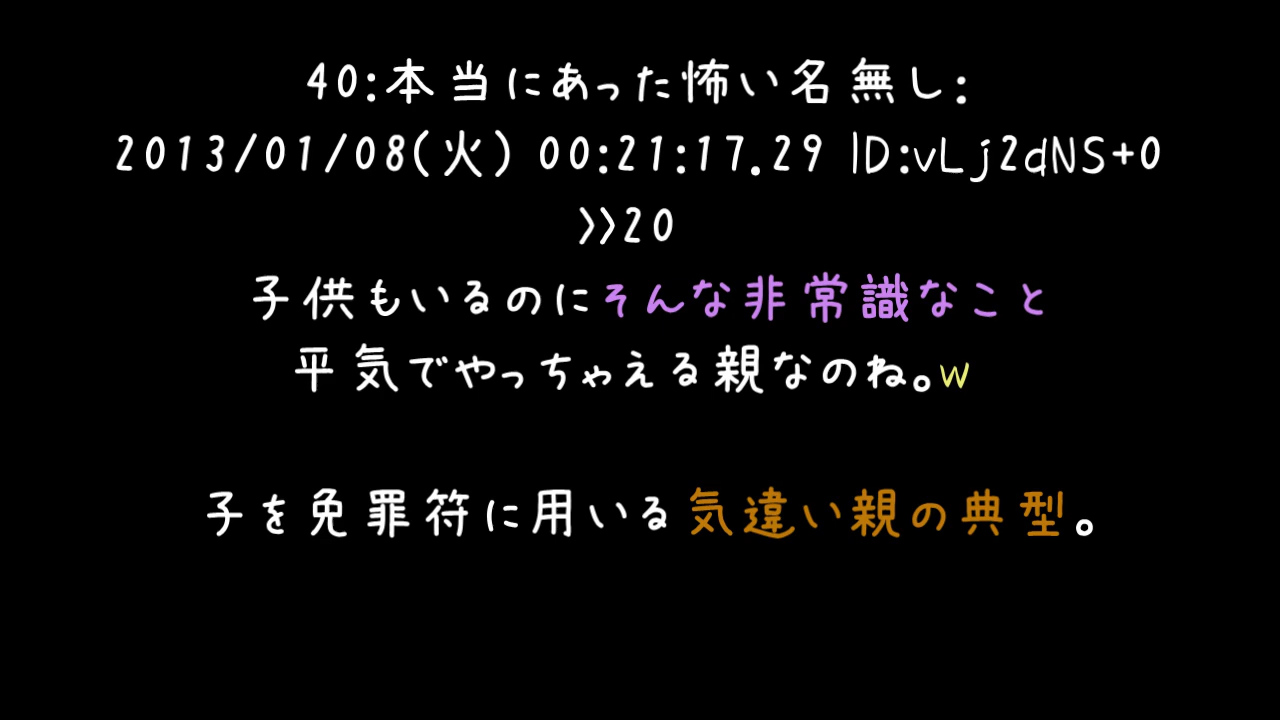 40:本当にあった怖い名無し:
2013/01/08(火) 00:21:17.29 ID:vLj2dNS+0
>>20
子供もいるのにそんな非常識なこと
平気でやっちゃえる親なのね。w
子を免罪符に用いる気違い親の典型。